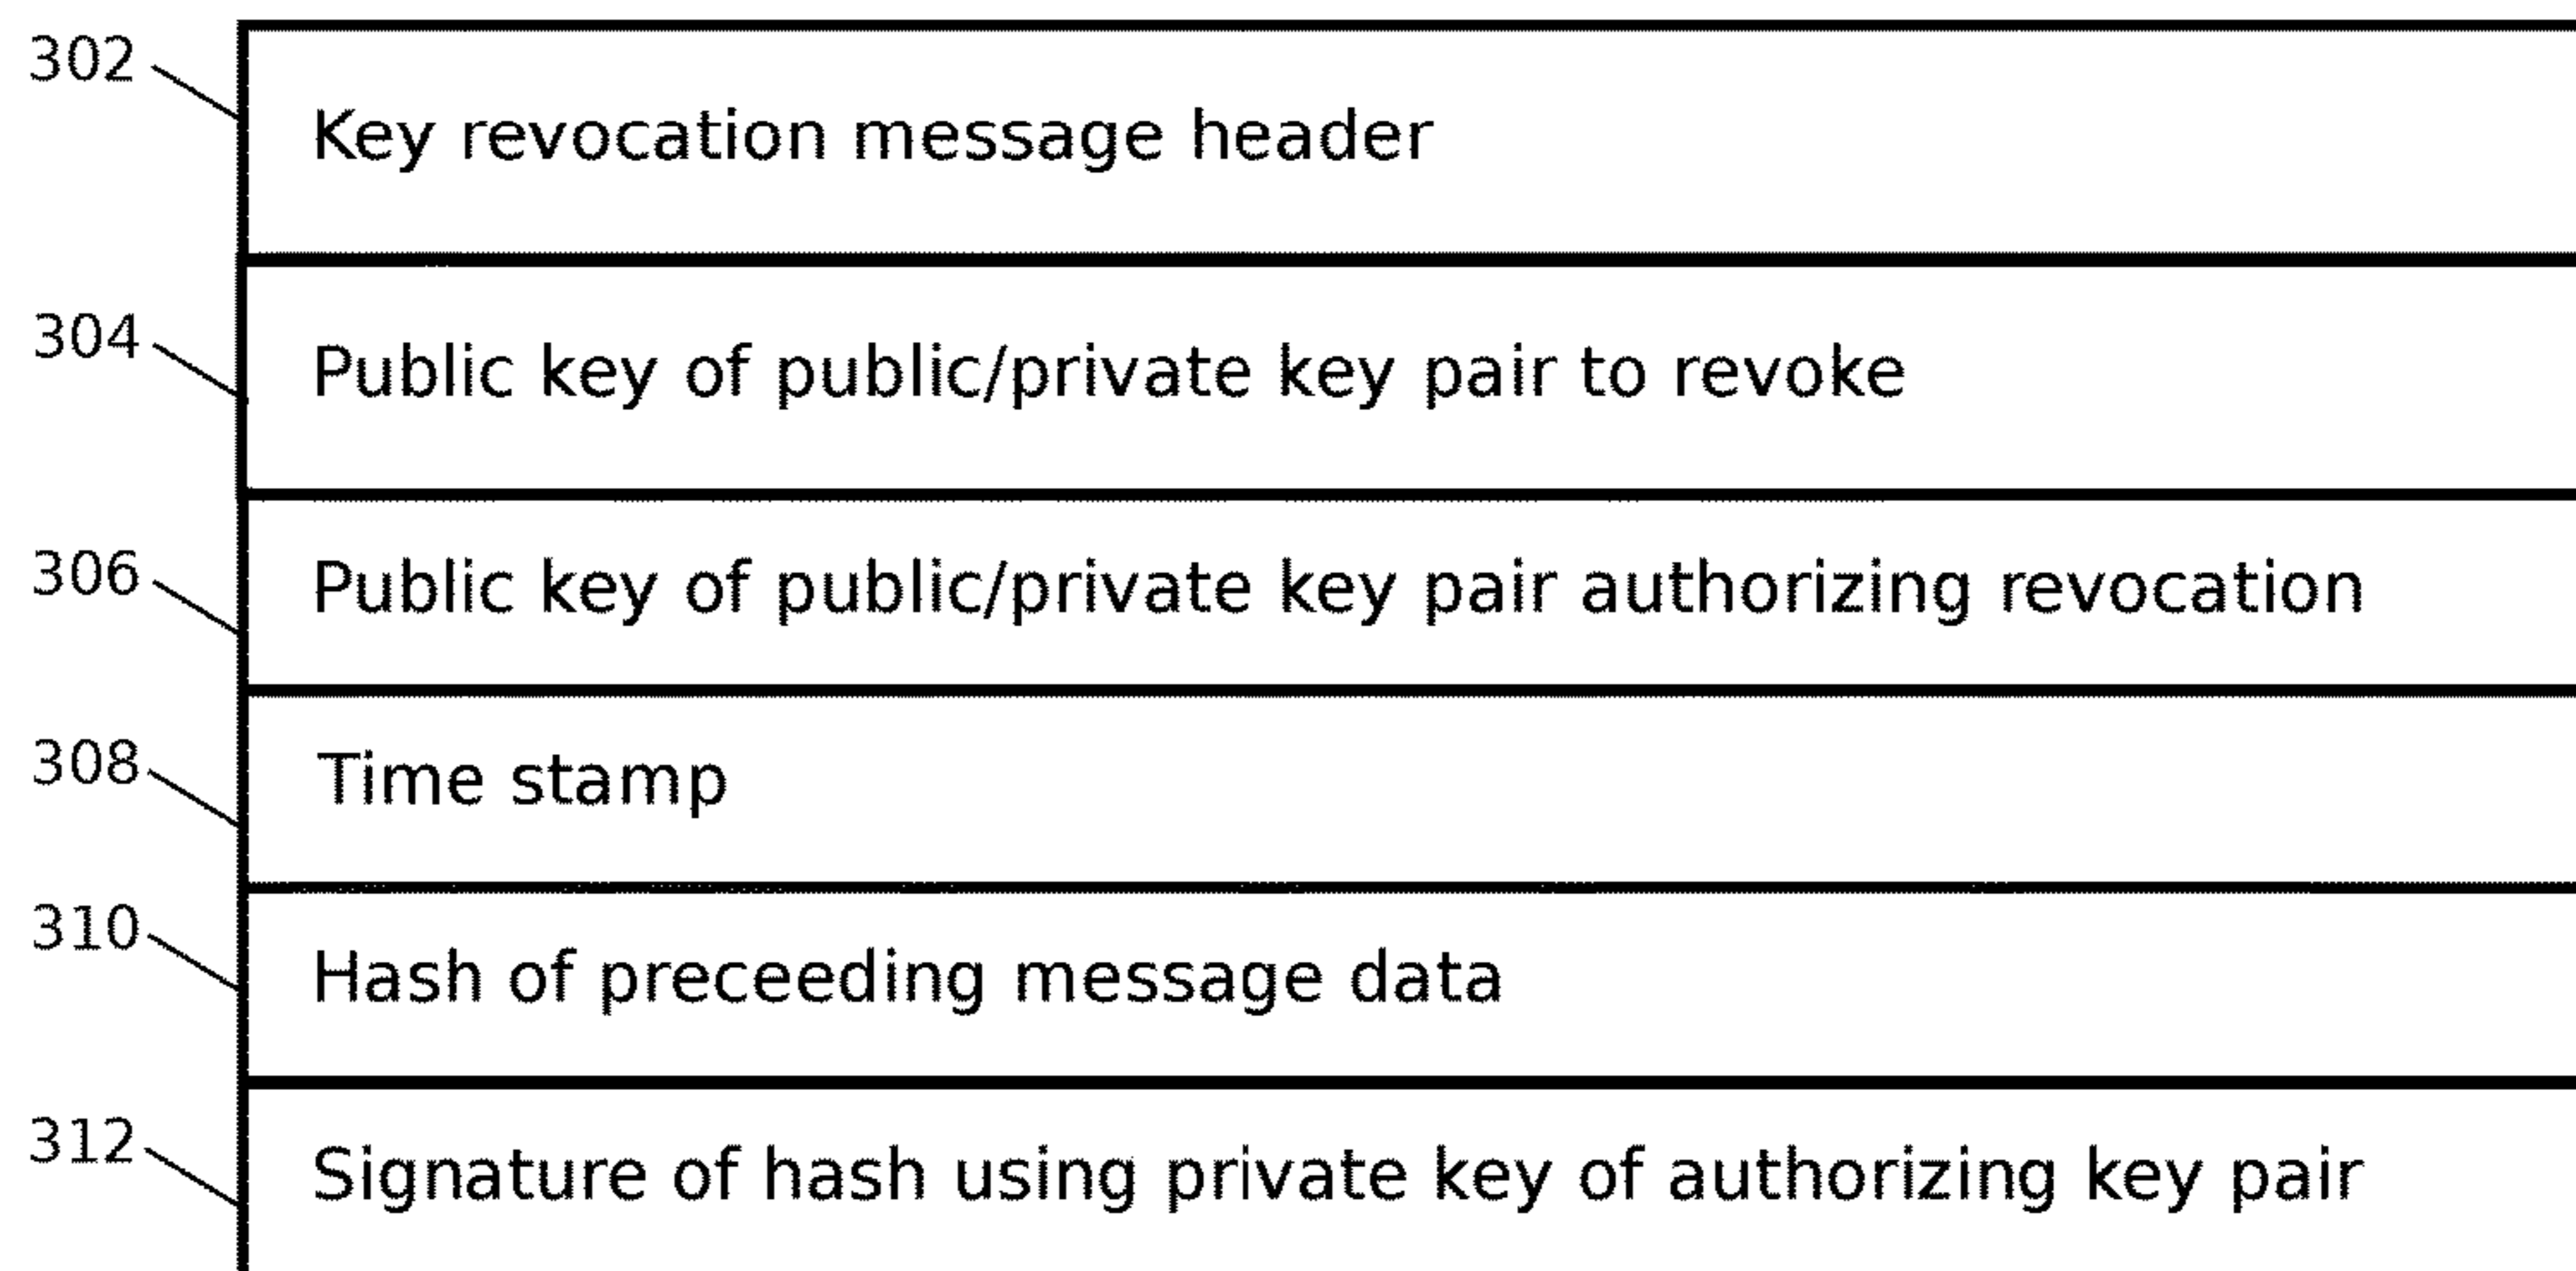 302
Key revocation message header
304
Public key of public/private key pair to revoke
306
Public key of public/private key pair authorizing revocation
308
Time stamp
310
Hash of preceeding message data
312
Signature of hash using private key of authorizing key pair